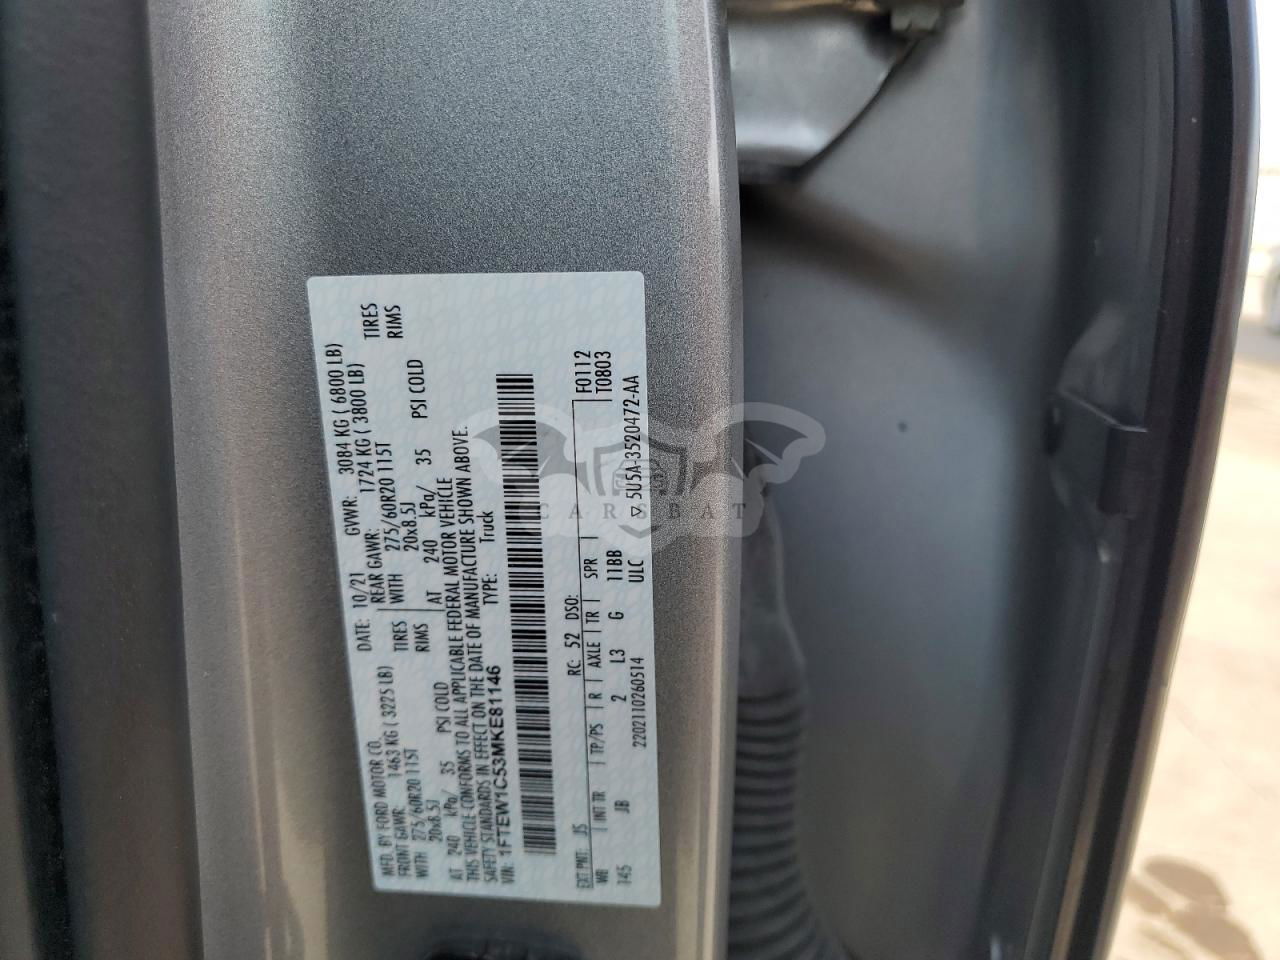 MFD. BY FORD MOTOR CO. DATE: 10/21 GVWR: 3084 KG ( 6800 LB)
FRONT GAWR: 1463 KG ( 3225 LB) REAR GAWR: 1724 KG ( 3800 LB)
WITH 275/60R20 115T TIRES WITH 275/60R20 115T TIRES
20x8.5J RIMS 20x8.5J RIMS
AT 240 kPa/ 35 PSI COLD AT 240 kPa/ 35 PSI COLD
THIS VEHICLE CONFORMS TO ALL APPLICABLE FEDERAL MOTOR VEHICLE
SAFETY STANDARDS IN EFFECT ON THE DATE OF MANUFACTURE SHOWN ABOVE.
VIN: 1FTEW1C53MKE81146 TYPE: Truck
EXT PNT: JS RC: 52 DSO: F0112
WB INT TR TP/PS R AXLE TR SPR T0803
145 JB 2 L3 G 11BB
2202110260514 ULC 5U5A-3520472-AA
CARSBAT